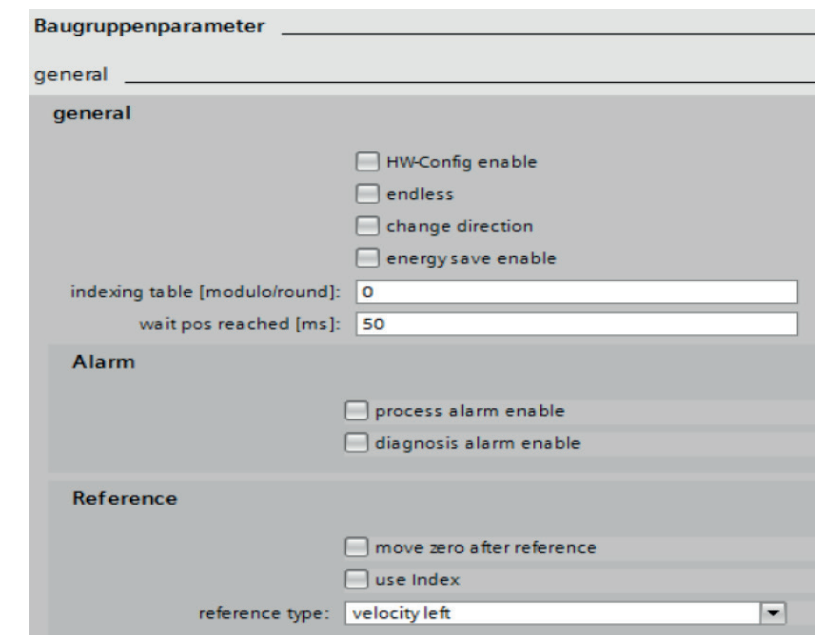 Baugruppenparameter
general
general
HW-Config enable
endless
change direction
energy save enable
indexing table [modulo/round]: 0
wait pos reached [ms]: 50
Alarm
process alarm enable
diagnosis alarm enable
Reference
move zero after reference
use Index
reference type: velocity left